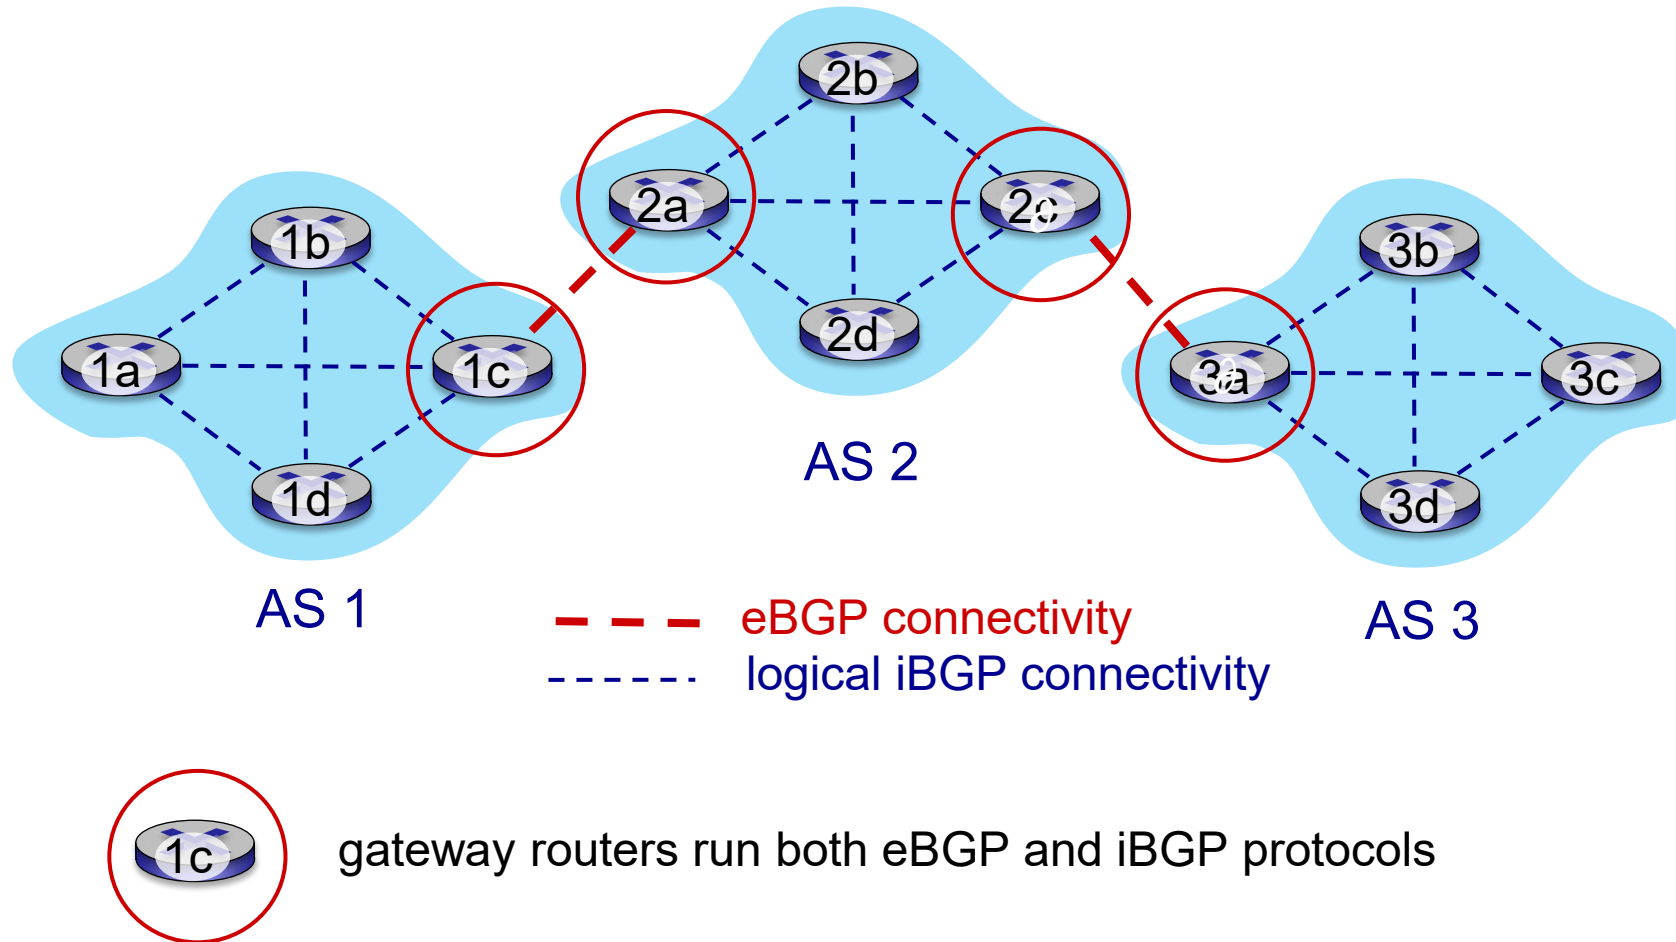 2b
2a
2c
1b
3b
2d
1a
1c
3a
3c
AS 2
1d
3d
AS 1
eBGP connectivity
AS 3
logical iBGP connectivity
1c
gateway routers run both eBGP and iBGP protocols